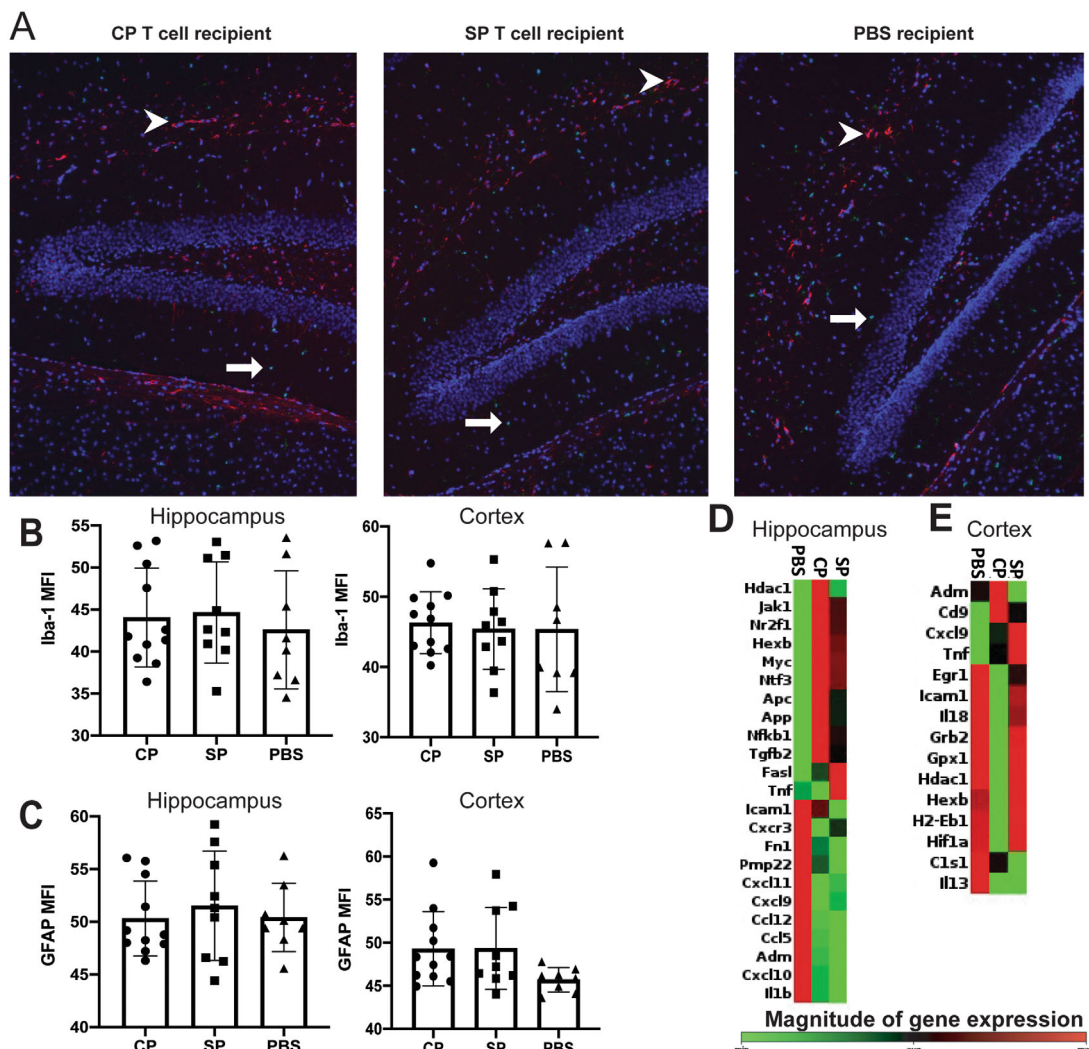 A
CP T cell recipient
SP T cell recipient
PBS recipient
B
Hippocampus
Iba-1 MFI
55
50
45
40
35
30
CP
SP
PBS
Cortex
Iba-1 MFI
60
50
40
30
CP
SP
PBS
C
Hippocampus
GFAP MFI
60
55
50
45
40
CP
SP
PBS
Cortex
GFAP MFI
65
60
55
50
45
40
CP
SP
PBS
D
Hippocampus
PBS
CP
SP
Hdac1
Jak1
Nr2f1
Hexb
Myc
Ntf3
Apc
App
Nfkb1
Tgfb2
Fasl
Tnf
Icam1
Cxcr3
Fn1
Pmp22
Cxcl11
Cxcl9
Ccl12
Ccl5
Adm
Cxcl10
Il1b
E
Cortex
PBS
CP
SP
Adm
Cd9
Cxcl9
Tnf
Egr1
Icam1
Il18
Grb2
Gpx1
Hdac1
Hexb
H2-Eb1
Hif1a
C1s1
Il13
Magnitude of gene expression